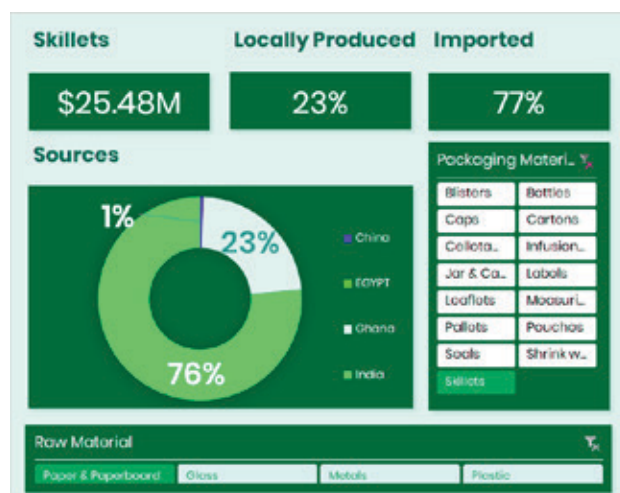 Skillets
Locally Produced
Imported
$25.48M
23%
77%
Sources
Packaging Materi...
1%
23%
76%
China
EGYPT
Ghana
India
Blisters
Bottles
Caps
Cartons
Cellota...
Infusion...
Jar & Ca...
Labels
Leaflets
Measuri...
Pallets
Pouches
Seals
Shrink w...
Skillets
Raw Material
Paper & Paperboard
Glass
Metals
Plastic